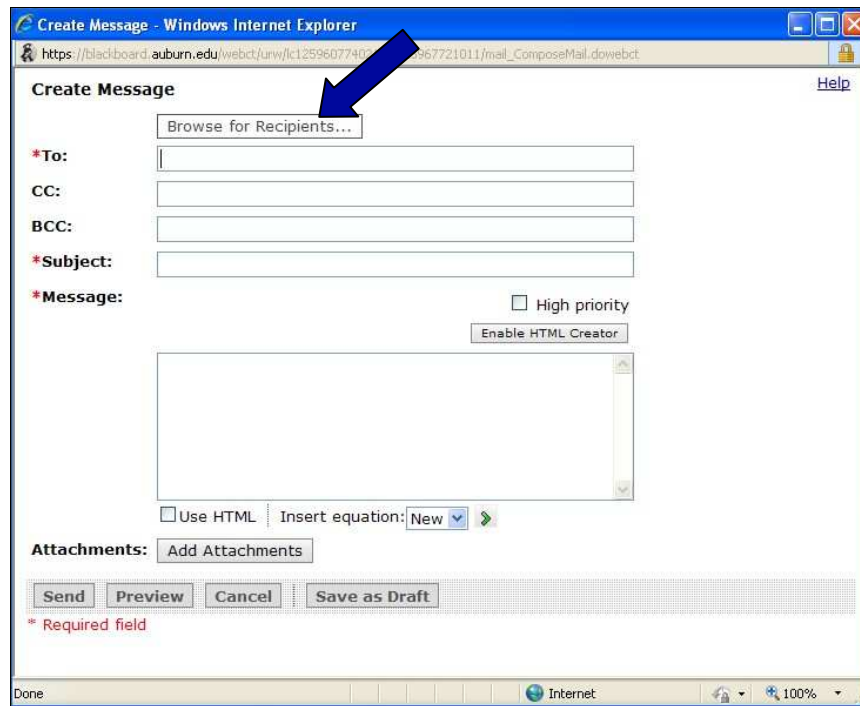 Create Message - Windows Internet Explorer
https://blackboard.auburn.edu/webct/urw/ 967721011/mail_ComposeMail.dowebct
Create Message
Help
Browse for Recipients...
*To:
CC:
BCC:
*Subject:
*Message:
High priority
Enable HTML Creator
Use HTML Insert equation: New
Attachments: Add Attachments
Send Preview Cancel Save as Draft
* Required field
Done Internet 100%